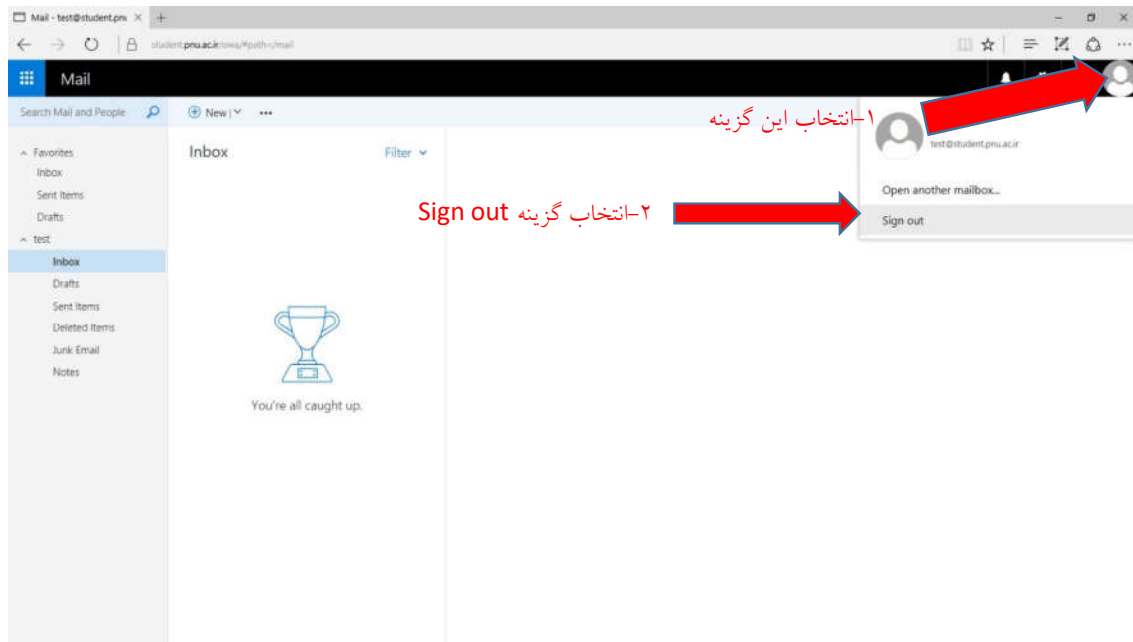 Mail - test@student.pnu
student.pnu.ac.ir/owa/#path=/mail
Mail
Search Mail and People
New
Favorites
Inbox
Sent Items
Drafts
test
Inbox
Drafts
Sent Items
Deleted Items
Junk Email
Notes
Inbox
Filter
You're all caught up.
۱-انتخاب این گزینه
test@student.pnu.ac.ir
Open another mailbox...
Sign out
۲-انتخاب گزینه Sign out